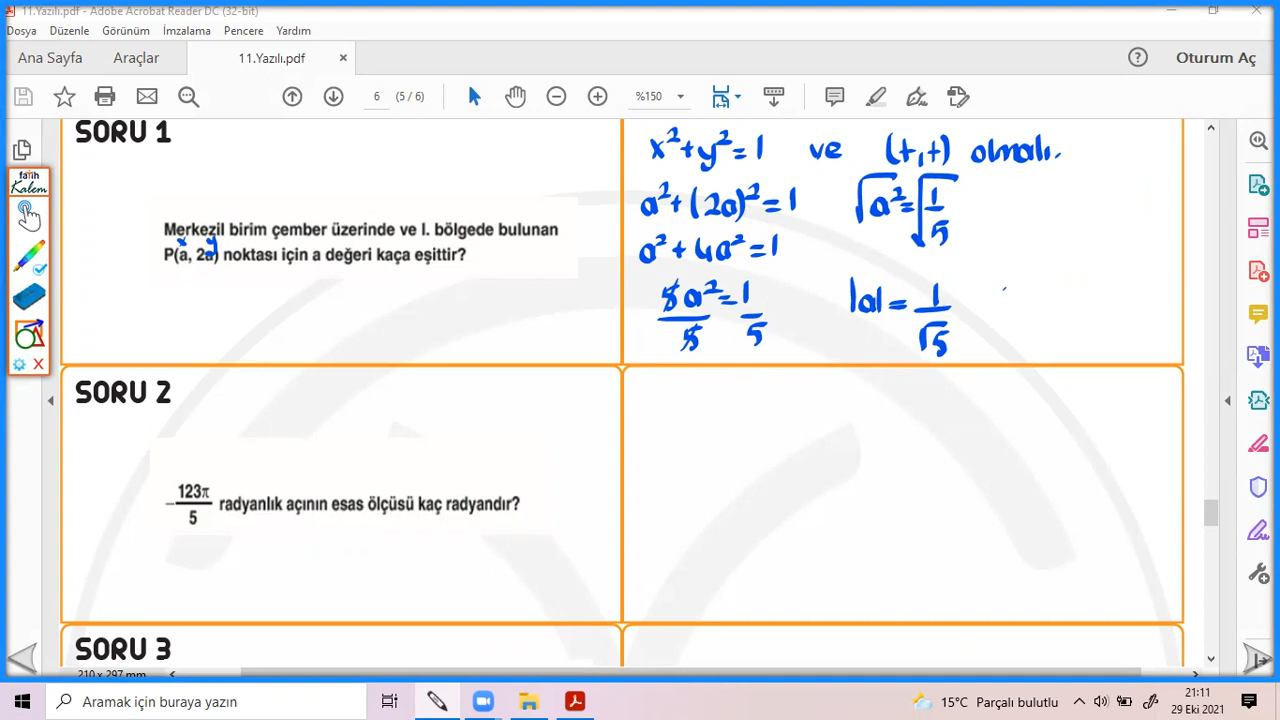 11.Yazılı.pdf - Adobe Acrobat Reader DC (32-bit)
Dosya Düzenle Görünüm İmzalama Pencere Yardım
Ana Sayfa Araçlar 11.Yazılı.pdf × Oturum Aç
6 (5 / 6) %150
fatih
Kalem
SORU 1
Merkezil birim çember üzerinde ve I. bölgede bulunan
x y
P(a, 2a) noktası için a değeri kaça eşittir?
x²+y²=1 ve (+,+) olmalı.
a²+(2a)²=1 √a²=√1/5
a²+4a²=1
5a²/5=1/5 |a|=1/√5
SORU 2
-123π/5 radyanlık açının esas ölçüsü kaç radyandır?
SORU 3
210 x 297 mm
Aramak için buraya yazın
15°C Parçalı bulutlu
21:11
29 Eki 2021